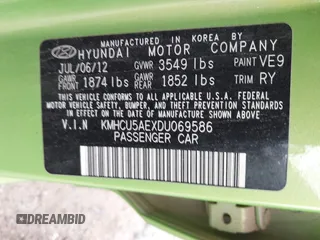 MANUFACTURED IN KOREA BY
HYUNDAI MOTOR COMPANY
JUL/06/12 GVWR 3549 lbs PAINT VE9
GAWR FRT 1874 lbs GAWR RR 1852 lbs TRIM RY
THIS VEHICLE CONFORMS TO ALL APPLICABLE
U.S.A. FEDERAL MOTOR VEHICLE SAFETY, BUMPER,
AND THEFT PREVENTION STANDARDS IN EFFECT ON
THE DATE OF MANUFACTURE SHOWN ABOVE.
V.I.N KMHCU5AEXDU069586
PASSENGER CAR
DREAMBID